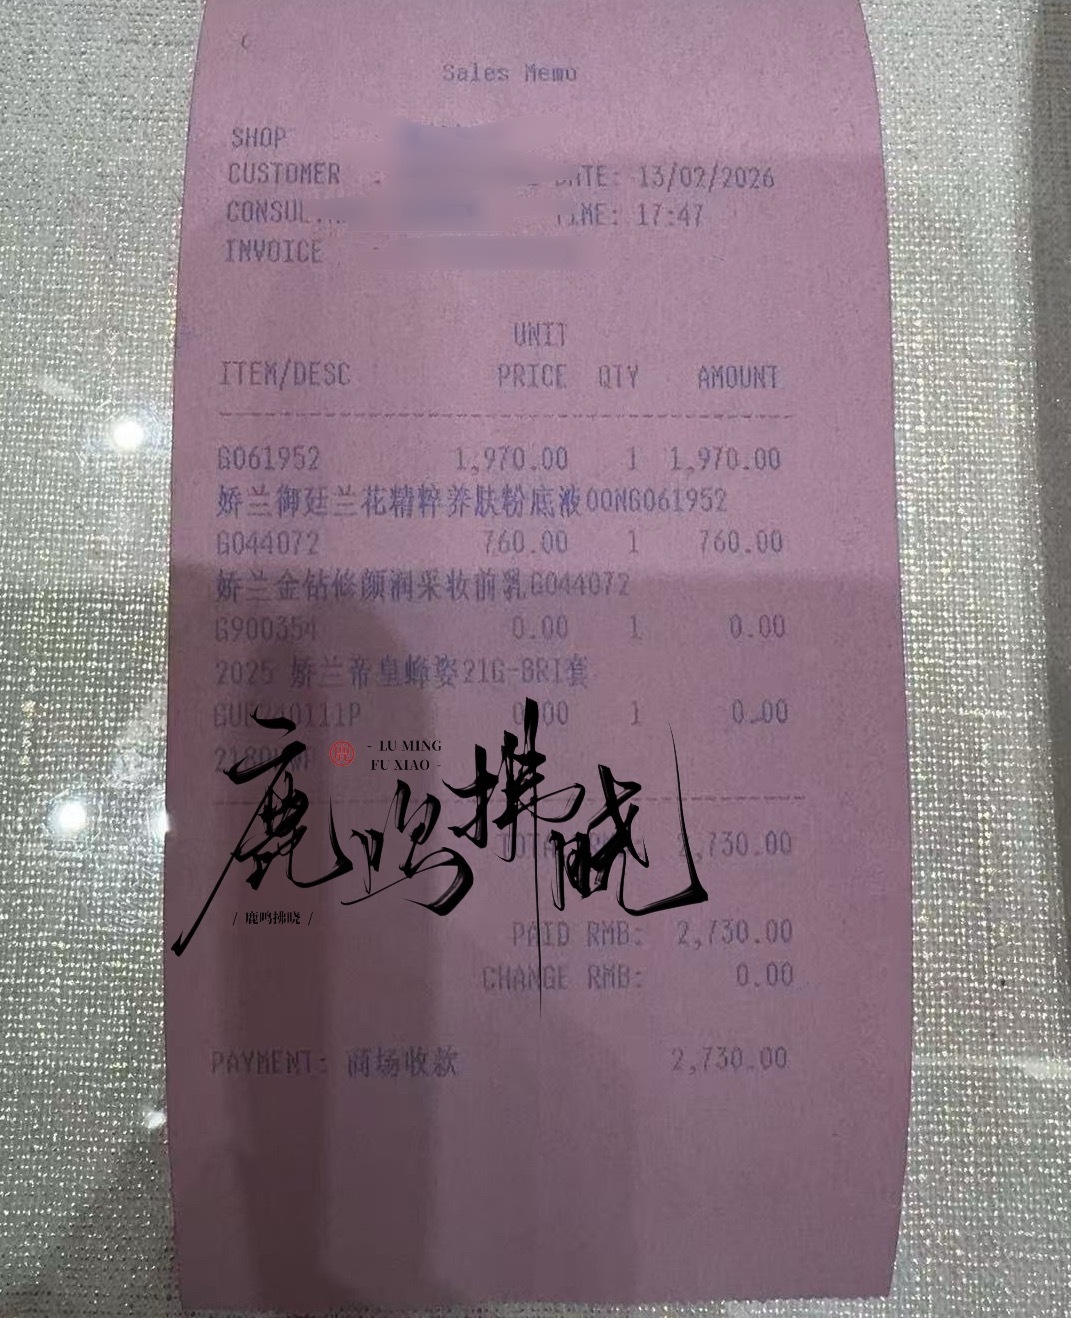 Sales Memo
SHOP
CUSTOMER : DATE: 13/02/2026
CONSUL TIME: 17:47
INVOICE
UNIT
ITEM/DESC PRICE QTY AMOUNT
G061952 1,970.00 1 1,970.00
娇兰御廷兰花精粹养肤粉底液00NG061952
G044072 760.00 1 760.00
娇兰金钻修颜润采妆前乳G044072
G900354 0.00 1 0.00
2025 娇兰帝皇蜂姿21G-BRI套
0.00 1 0.00
- LU MING
FU XIAO -
鹿鸣拂晓
/ 鹿鸣拂晓 /
TOTAL RMB: 2,730.00
PAID RMB: 2,730.00
CHANGE RMB: 0.00
PAYMENT: 商场收款 2,730.00